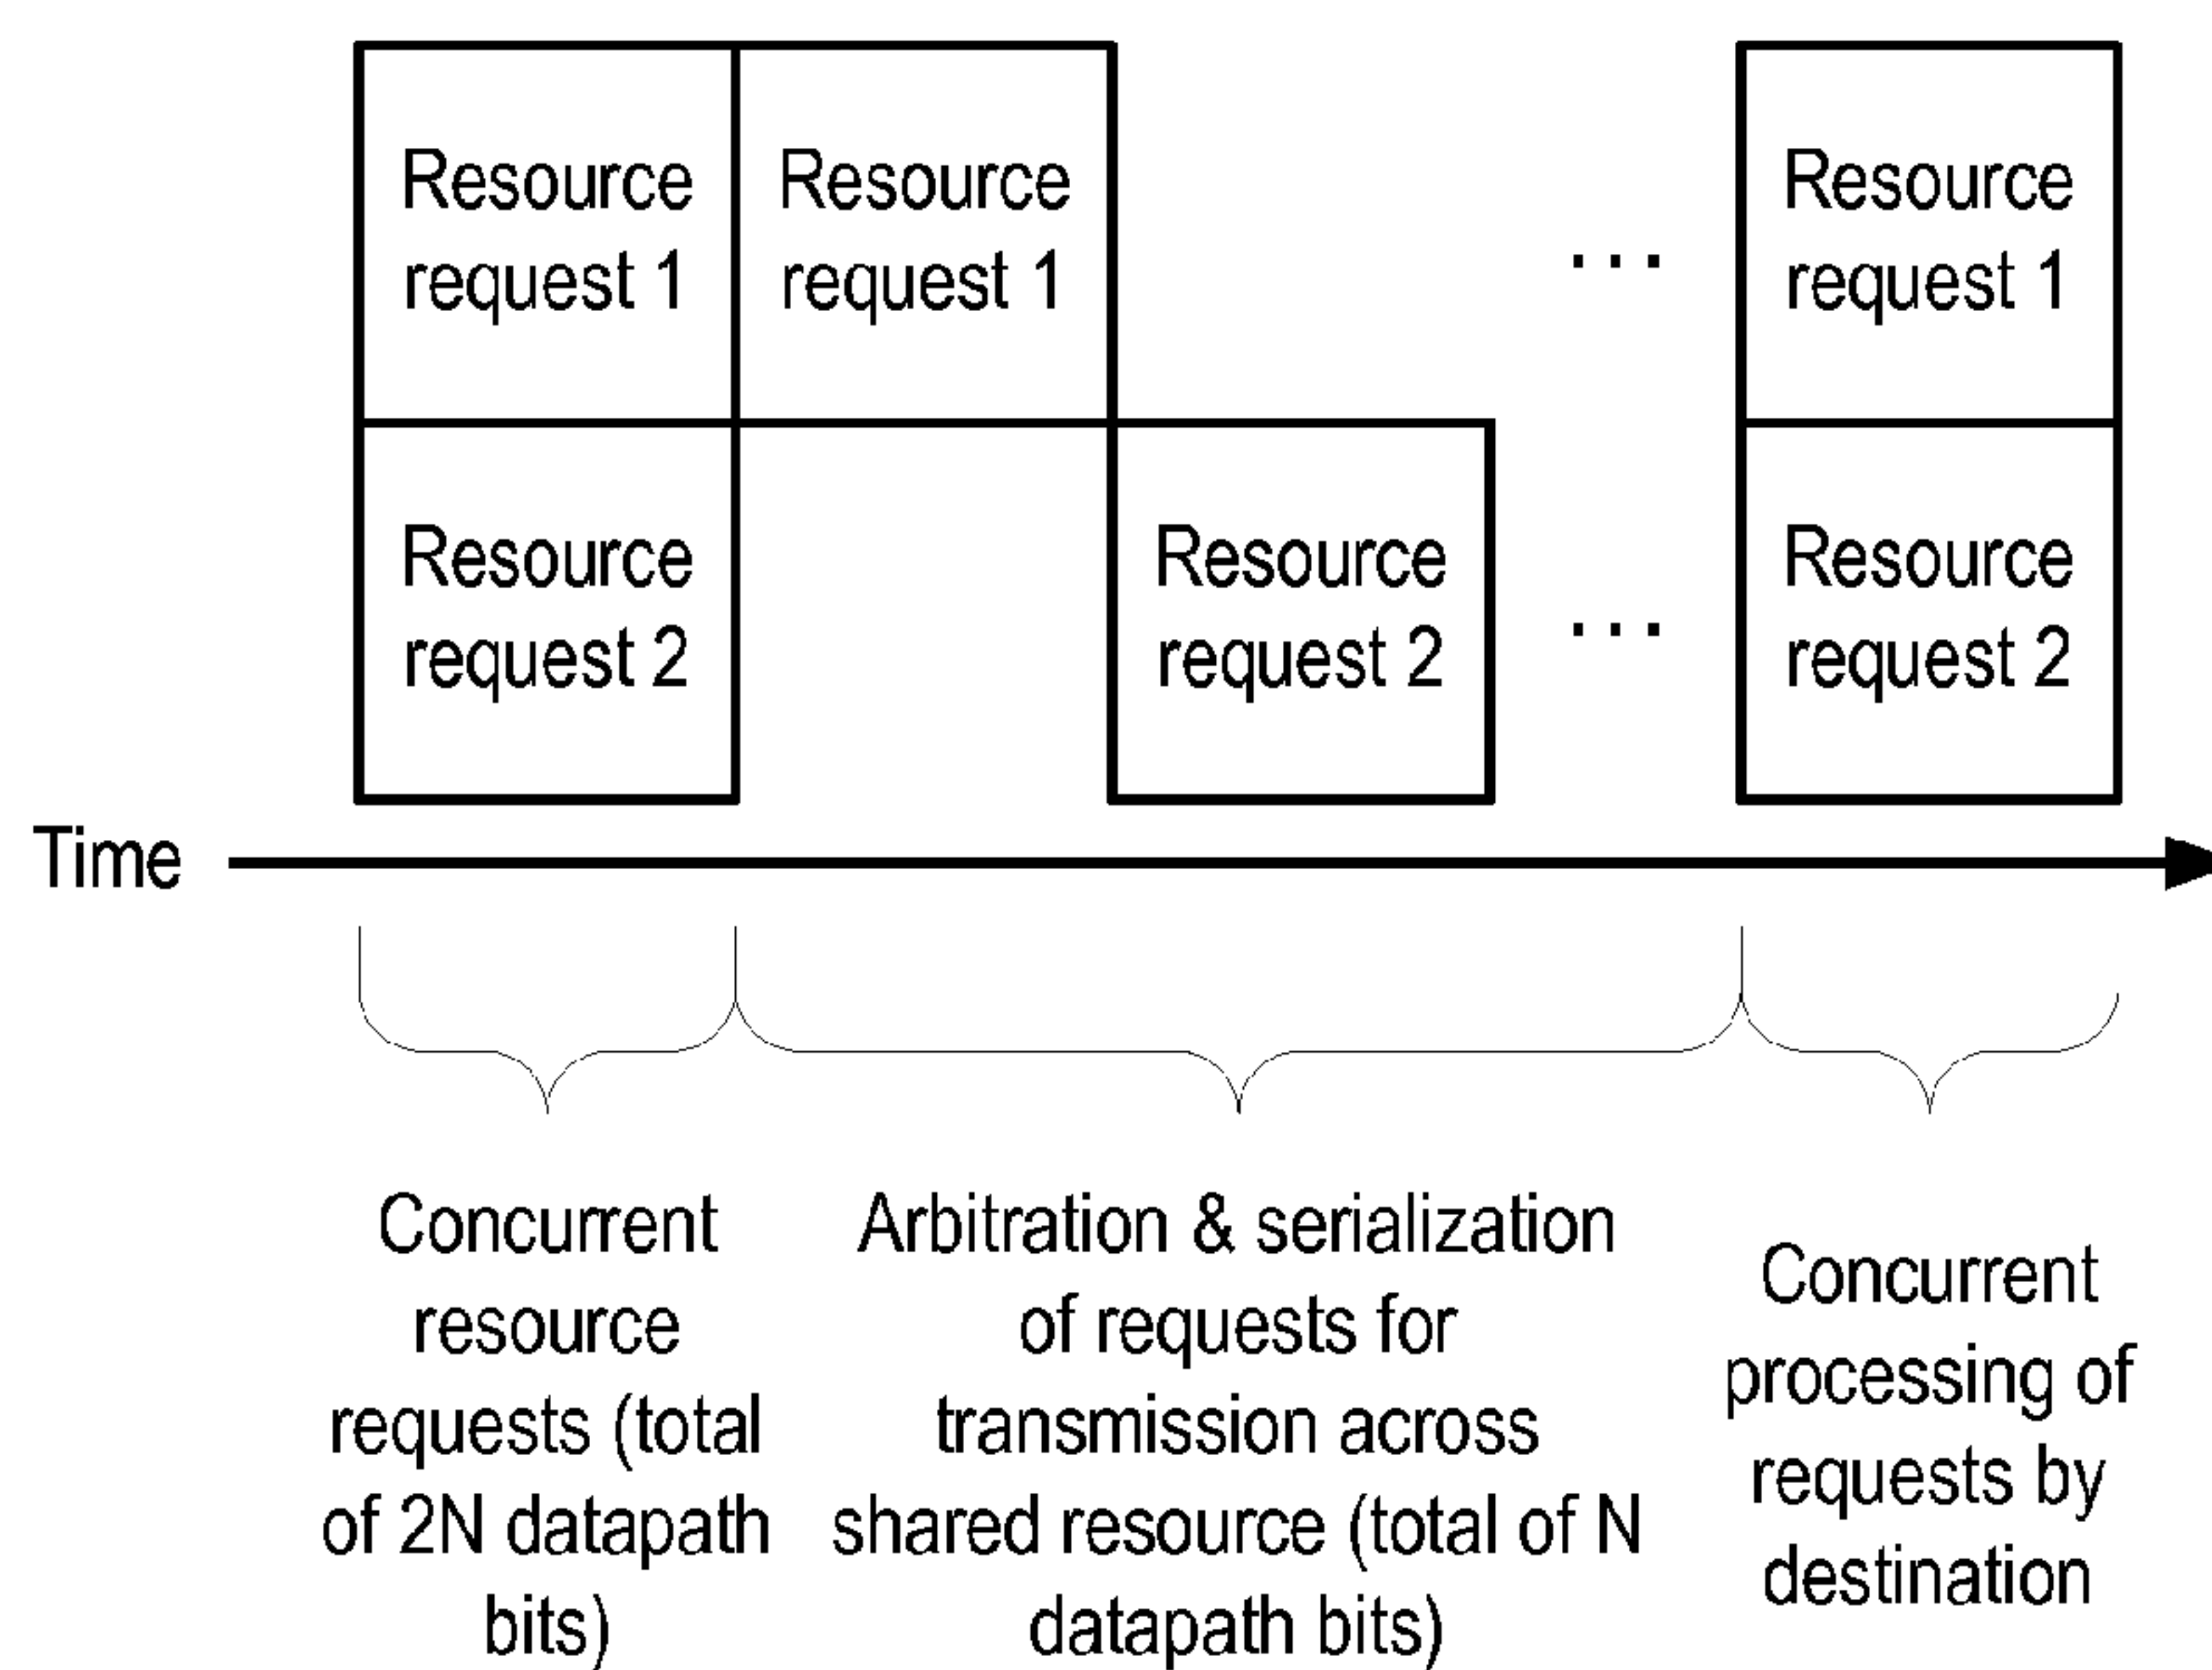 Resource
request 1
Resource
request 1
...
Resource
request 1
Resource
request 2
Resource
request 2
...
Resource
request 2
Time
Concurrent
resource
requests (total
of 2N datapath
bits)
Arbitration & serialization
of requests for
transmission across
shared resource (total of N
datapath bits)
Concurrent
processing of
requests by
destination